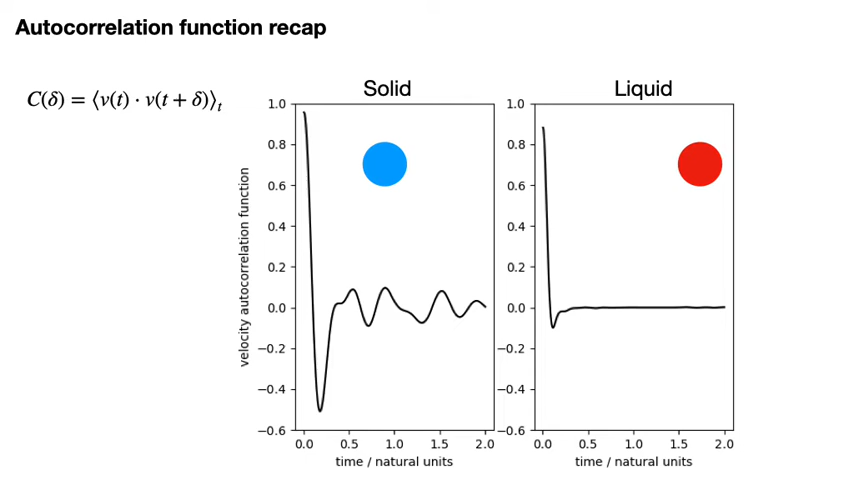 Autocorrelation function recap
C(δ) = ⟨v(t) · v(t + δ)⟩t
Solid
Liquid
velocity autocorrelation function
1.0
0.8
0.6
0.4
0.2
0.0
−0.2
−0.4
−0.6
0.0 0.5 1.0 1.5 2.0
time / natural units
1.0
0.8
0.6
0.4
0.2
0.0
−0.2
−0.4
−0.6
0.0 0.5 1.0 1.5 2.0
time / natural units